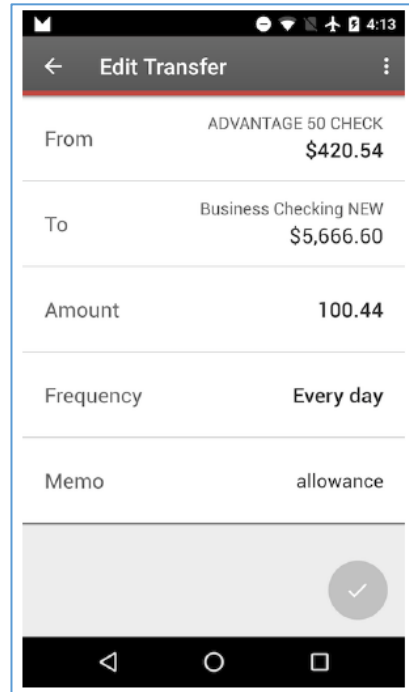 4:13
Edit Transfer
From
ADVANTAGE 50 CHECK
$420.54
To
Business Checking NEW
$5,666.60
Amount
100.44
Frequency
Every day
Memo
allowance